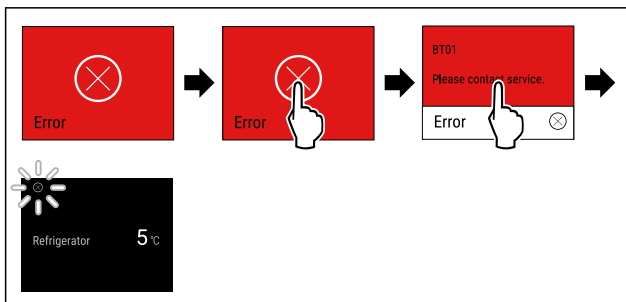 Error
Error
BT01
Please contact service.
Error
Refrigerator 5 °C